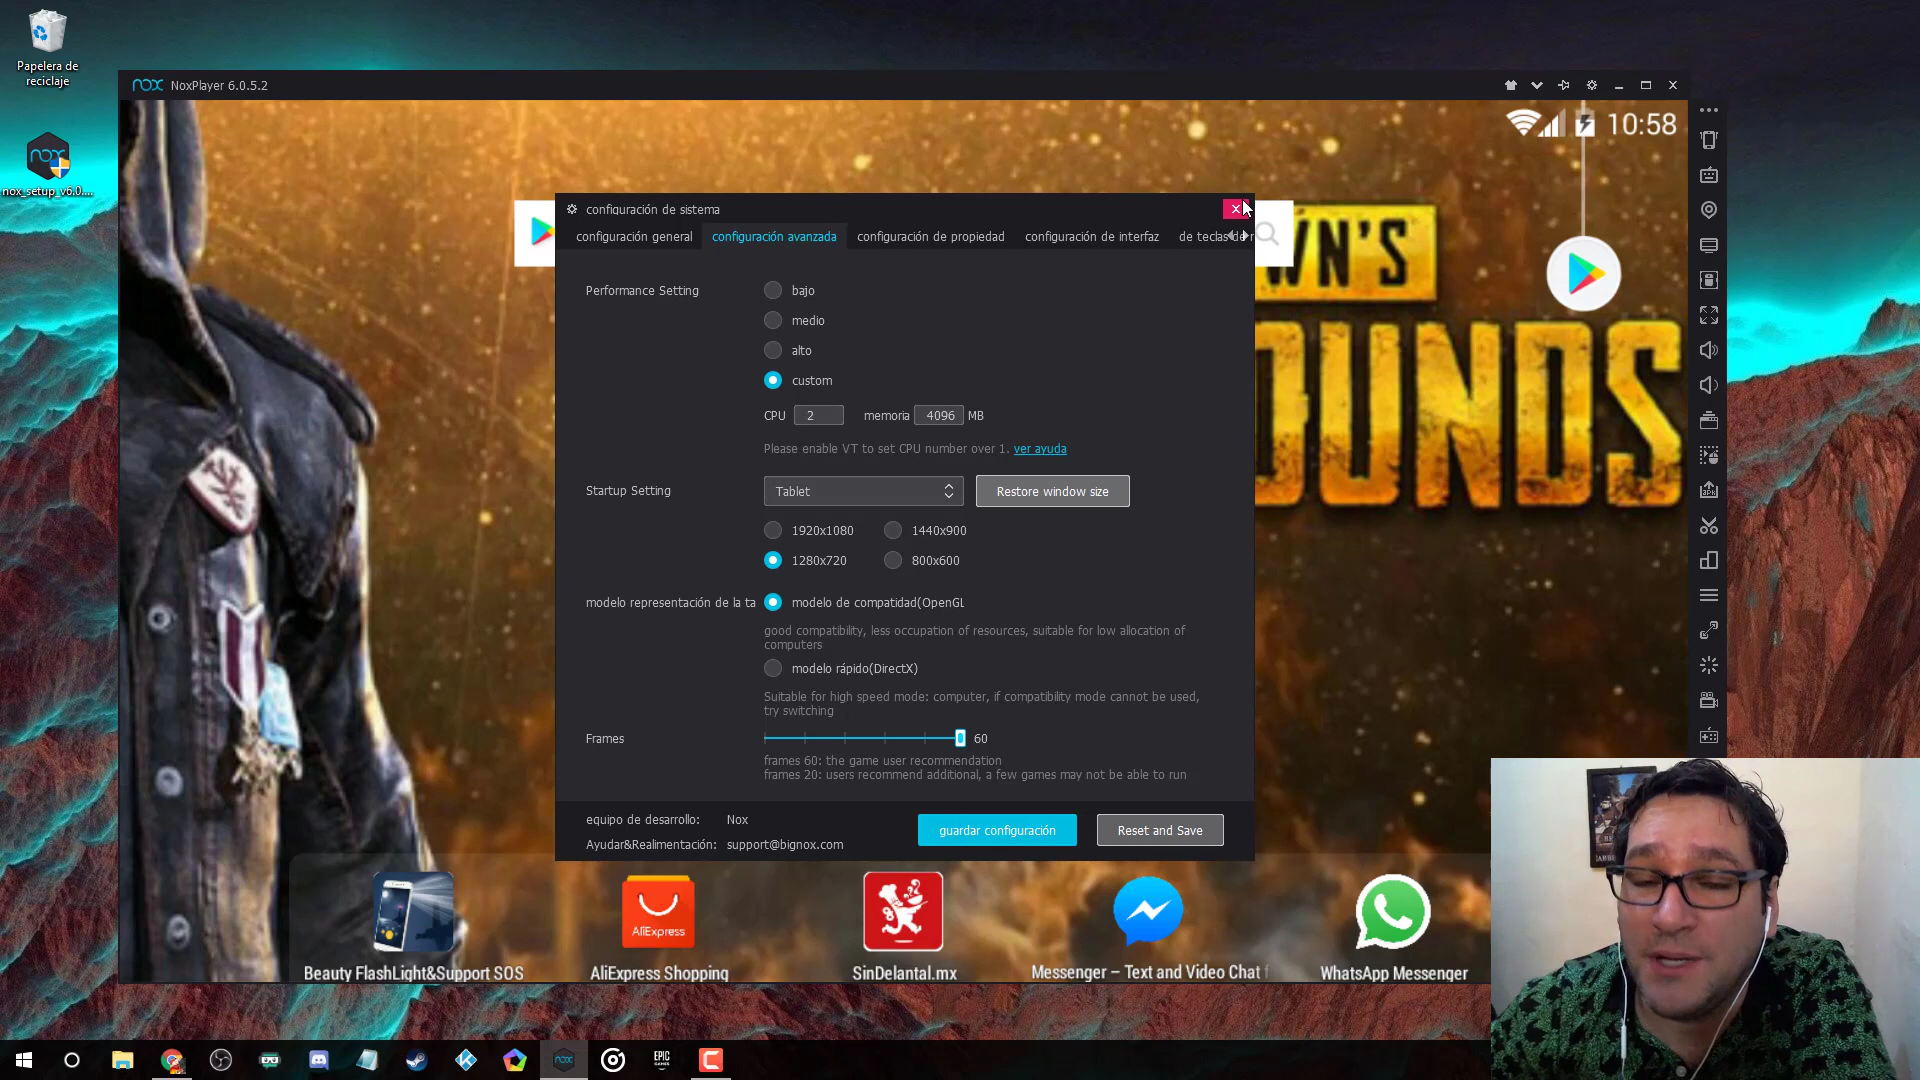 Papelera de
reciclaje
nox NoxPlayer 6.0.5.2
nox
nox_setup_v6.0....
10:58
WN'S
OUNDS
configuración de sistema
configuración general configuración avanzada configuración de propiedad configuración de interfaz de teclas de r
Performance Setting
bajo
medio
alto
custom
CPU 2 memoria 4096 MB
Please enable VT to set CPU number over 1. ver ayuda
Startup Setting Tablet Restore window size
1920x1080 1440x900
1280x720 800x600
modelo representación de la ta modelo de compatidad(OpenGL
good compatibility, less occupation of resources, suitable for low allocation of
computers
modelo rápido(DirectX)
Suitable for high speed mode: computer, if compatibility mode cannot be used,
try switching
Frames 60
frames 60: the game user recommendation
frames 20: users recommend additional, a few games may not be able to run
equipo de desarrollo: Nox
Ayudar&Realimentación: support@bignox.com
guardar configuración Reset and Save
AliExpress
Beauty FlashLight&Support SOS AliExpress Shopping SinDelantal.mx Messenger – Text and Video Chat f WhatsApp Messenger
nox
EPIC
GAMES